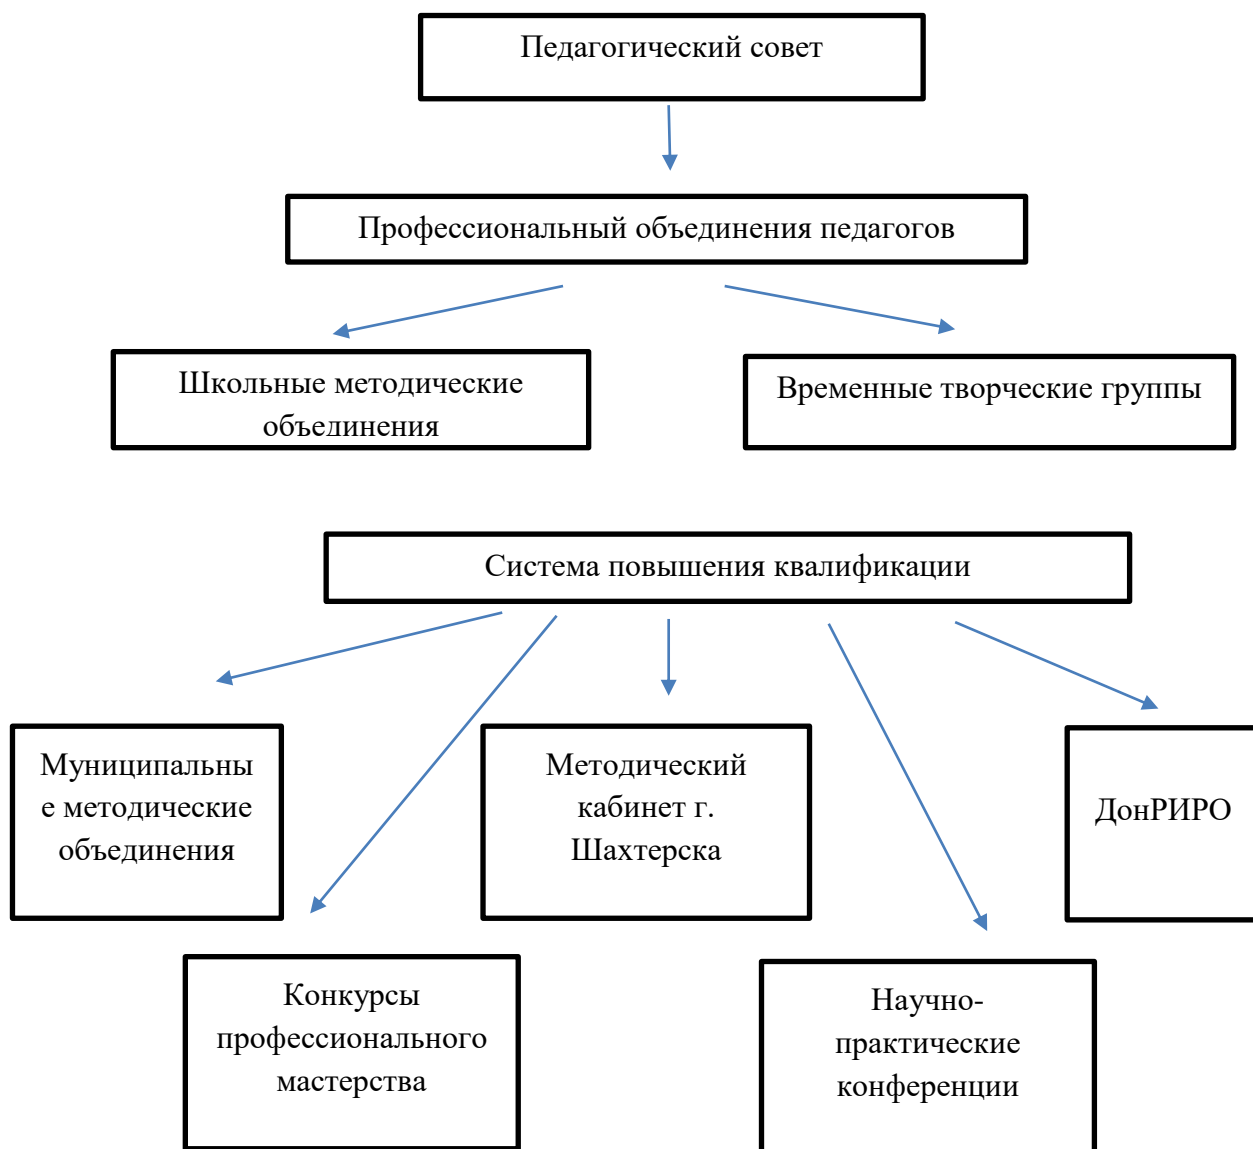 Педагогический совет
Профессиональный объединения педагогов
Школьные методические
объединения
Временные творческие группы
Система повышения квалификации
Муниципальны
е методические
объединения
Методический
кабинет г.
Шахтерска
ДонРИРО
Конкурсы
профессионального
мастерства
Научно-
практические
конференции